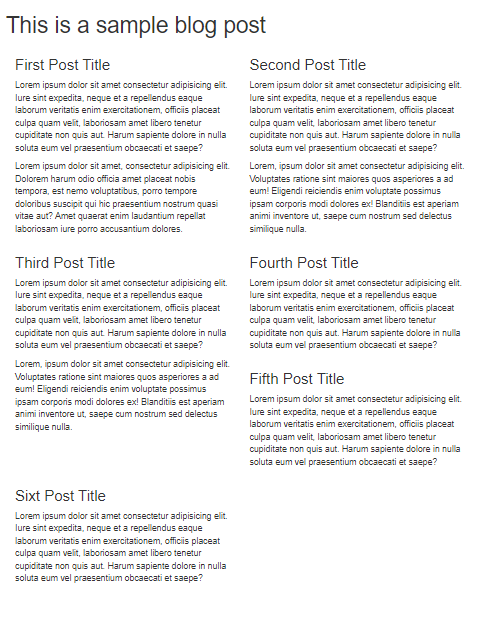 This is a sample blog post
First Post Title
Lorem ipsum dolor sit amet consectetur adipisicing elit.
Iure sint expedita, neque et a repellendus eaque
laborum veritatis enim exercitationem, officiis placeat
culpa quam velit, laboriosam amet libero tenetur
cupiditate non quis aut. Harum sapiente dolore in nulla
soluta eum vel praesentium obcaecati et saepe?
Lorem ipsum dolor sit amet, consectetur adipisicing elit.
Dolorem harum odio officia amet placeat nobis
tempora, est nemo voluptatibus, porro tempore
doloribus suscipit qui hic praesentium nostrum quasi
vitae aut? Amet quaerat enim laudantium repellat
laboriosam iure porro accusantium dolores.
Second Post Title
Lorem ipsum dolor sit amet consectetur adipisicing elit.
Iure sint expedita, neque et a repellendus eaque
laborum veritatis enim exercitationem, officiis placeat
culpa quam velit, laboriosam amet libero tenetur
cupiditate non quis aut. Harum sapiente dolore in nulla
soluta eum vel praesentium obcaecati et saepe?
Lorem, ipsum dolor sit amet consectetur adipisicing elit.
Voluptates ratione sint maiores quos asperiores a ad
eum! Eligendi reiciendis enim voluptate possimus
ipsam corporis modi dolores ex! Blanditiis est aperiam
animi inventore ut, saepe cum nostrum sed delectus
similique nulla.
Third Post Title
Lorem ipsum dolor sit amet consectetur adipisicing elit.
Iure sint expedita, neque et a repellendus eaque
laborum veritatis enim exercitationem, officiis placeat
culpa quam velit, laboriosam amet libero tenetur
cupiditate non quis aut. Harum sapiente dolore in nulla
soluta eum vel praesentium obcaecati et saepe?
Lorem, ipsum dolor sit amet consectetur adipisicing elit.
Voluptates ratione sint maiores quos asperiores a ad
eum! Eligendi reiciendis enim voluptate possimus
ipsam corporis modi dolores ex! Blanditiis est aperiam
animi inventore ut, saepe cum nostrum sed delectus
similique nulla.
Fourth Post Title
Lorem ipsum dolor sit amet consectetur adipisicing elit.
Iure sint expedita, neque et a repellendus eaque
laborum veritatis enim exercitationem, officiis placeat
culpa quam velit, laboriosam amet libero tenetur
cupiditate non quis aut. Harum sapiente dolore in nulla
soluta eum vel praesentium obcaecati et saepe?
Fifth Post Title
Lorem ipsum dolor sit amet consectetur adipisicing elit.
Iure sint expedita, neque et a repellendus eaque
laborum veritatis enim exercitationem, officiis placeat
culpa quam velit, laboriosam amet libero tenetur
cupiditate non quis aut. Harum sapiente dolore in nulla
soluta eum vel praesentium obcaecati et saepe?
Sixt Post Title
Lorem ipsum dolor sit amet consectetur adipisicing elit.
Iure sint expedita, neque et a repellendus eaque
laborum veritatis enim exercitationem, officiis placeat
culpa quam velit, laboriosam amet libero tenetur
cupiditate non quis aut. Harum sapiente dolore in nulla
soluta eum vel praesentium obcaecati et saepe?